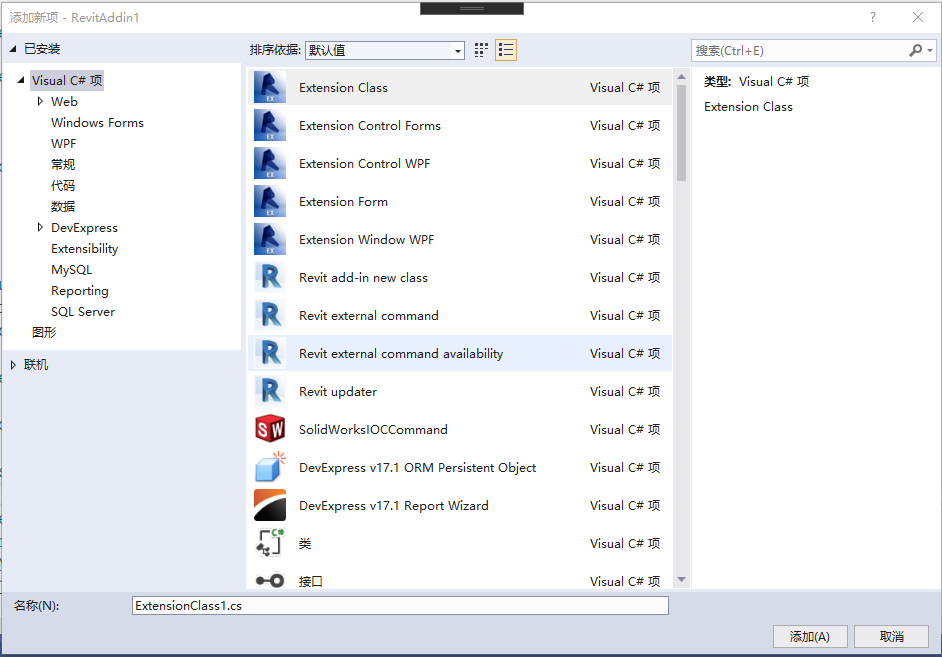 添加新项 - RevitAddin1
?
已安装
排序依据: 默认值
搜索(Ctrl+E)
Visual C# 项
Web
Windows Forms
WPF
常规
代码
数据
DevExpress
Extensibility
MySQL
Reporting
SQL Server
图形
联机
Extension Class Visual C# 项
Extension Control Forms Visual C# 项
Extension Control WPF Visual C# 项
Extension Form Visual C# 项
Extension Window WPF Visual C# 项
Revit add-in new class Visual C# 项
Revit external command Visual C# 项
Revit external command availability Visual C# 项
Revit updater Visual C# 项
SolidWorksIOCCommand Visual C# 项
DevExpress v17.1 ORM Persistent Object Visual C# 项
DevExpress v17.1 Report Wizard Visual C# 项
类 Visual C# 项
接口 Visual C# 项
类型: Visual C# 项
Extension Class
名称(N): ExtensionClass1.cs
添加(A) 取消